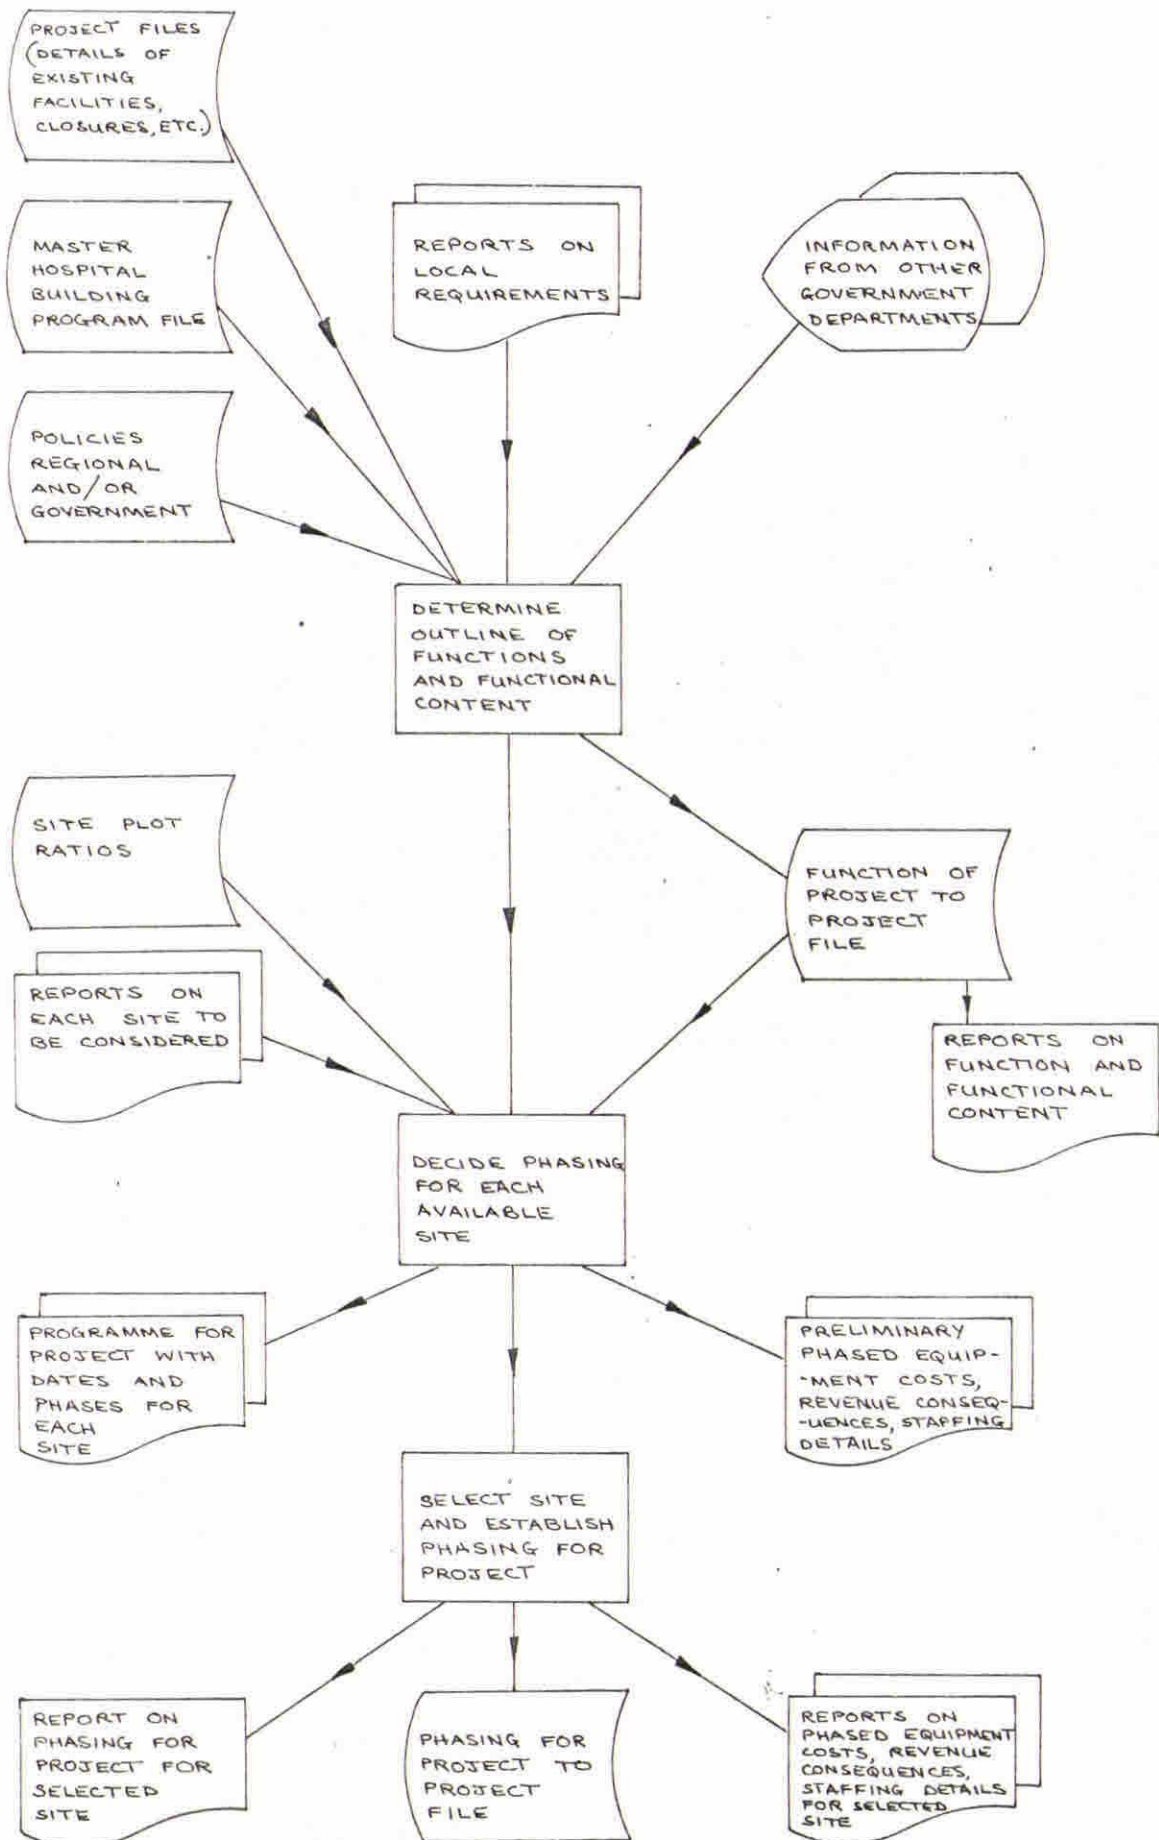 PROJECT FILES
(DETAILS OF
EXISTING
FACILITIES,
CLOSURES, ETC.)
MASTER
HOSPITAL
BUILDING
PROGRAM FILE
REPORTS ON
LOCAL
REQUIREMENTS
INFORMATION
FROM OTHER
GOVERNMENT
DEPARTMENTS
POLICIES
REGIONAL
AND/OR
GOVERNMENT
DETERMINE
OUTLINE OF
FUNCTIONS
AND FUNCTIONAL
CONTENT
SITE PLOT
RATIOS
FUNCTION OF
PROJECT TO
PROJECT
FILE
REPORTS ON
EACH SITE TO
BE CONSIDERED
REPORTS ON
FUNCTION AND
FUNCTIONAL
CONTENT
DECIDE PHASING
FOR EACH
AVAILABLE
SITE
PROGRAMME FOR
PROJECT WITH
DATES AND
PHASES FOR
EACH
SITE
PRELIMINARY
PHASED EQUIP-
-MENT COSTS,
REVENUE CONSEQ-
-UENCES, STAFFING
DETAILS
SELECT SITE
AND ESTABLISH
PHASING FOR
PROJECT
REPORT ON
PHASING FOR
PROJECT FOR
SELECTED
SITE
PHASING FOR
PROJECT TO
PROJECT
FILE
REPORTS ON
PHASED EQUIPMENT
COSTS, REVENUE
CONSEQUENCES,
STAFFING DETAILS
FOR SELECTED
SITE